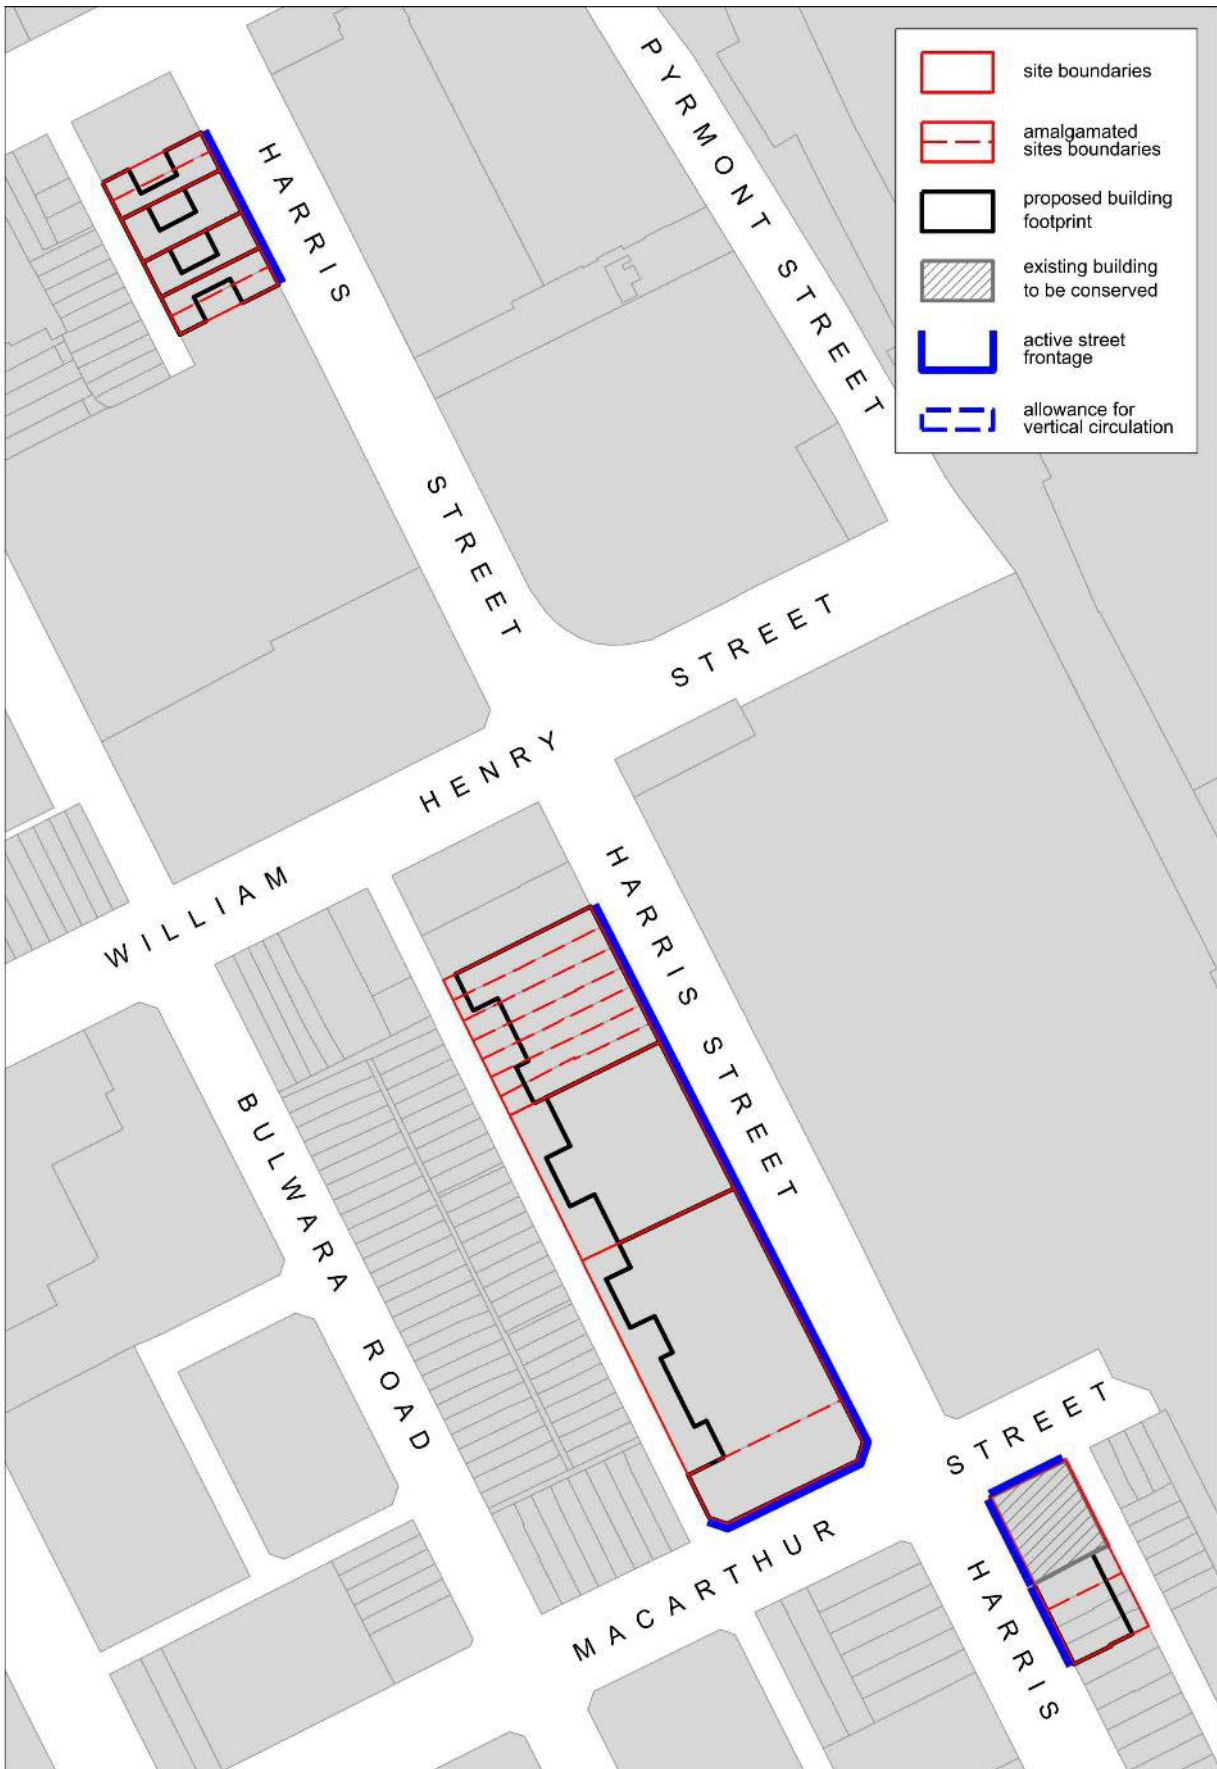 PYRMONT STREET
HARRIS
STREET
site boundaries
amalgamated
sites boundaries
proposed building
footprint
existing building
to be conserved
active street
frontage
allowance for
vertical circulation
WILLIAM HENRY STREET
HARRIS STREET
BULWARA ROAD
MACARTHUR STREET
HARRIS